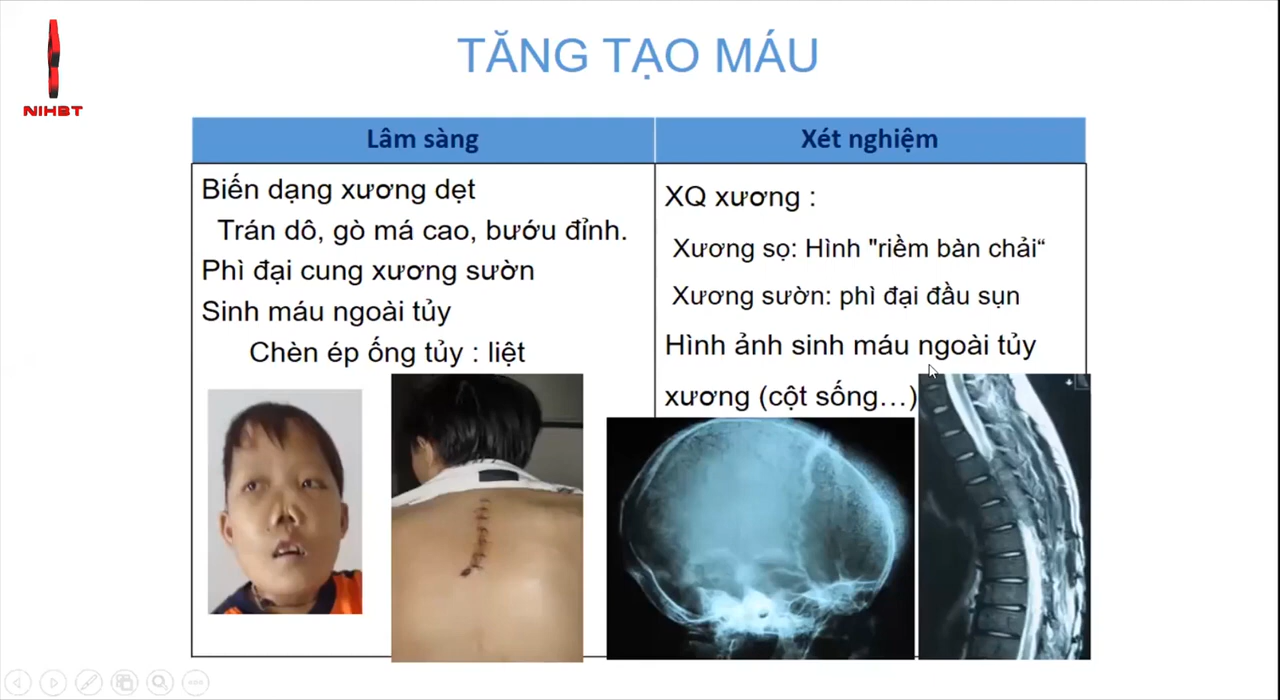 NIHBT
TĂNG TẠO MÁU
Lâm sàng
Biến dạng xương dẹt
Trán dô, gò má cao, bướu đỉnh.
Phì đại cung xương sườn
Sinh máu ngoài tủy
Chèn ép ống tủy : liệt
Xét nghiệm
XQ xương :
Xương sọ: Hình "riềm bàn chải“
Xương sườn: phì đại đầu sụn
Hình ảnh sinh máu ngoài tủy
xương (cột sống…)